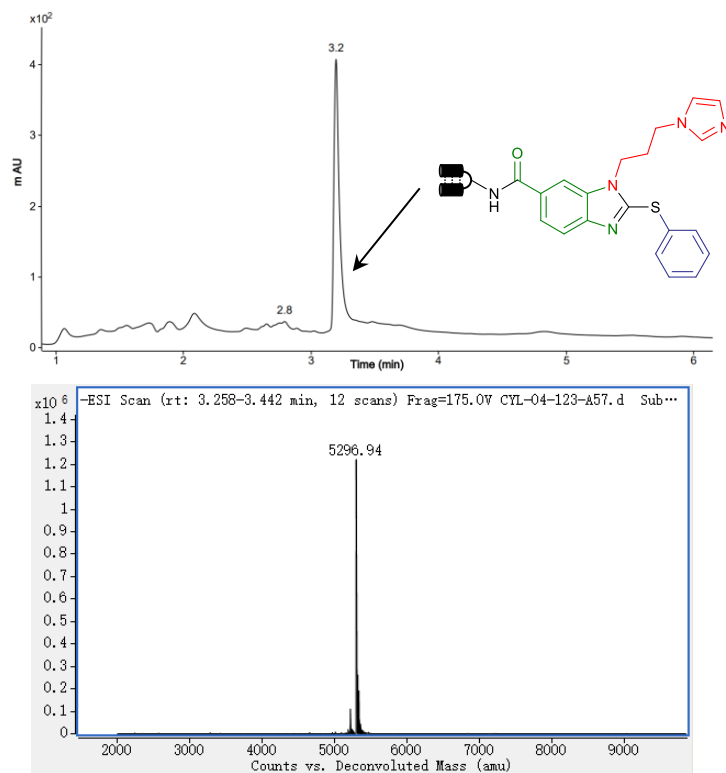 x10²
4
3
2
1
0
m AU
3.2
2.8
1
2
3
4
5
6
Time (min)
O
N
H
N
N
S
N
N
x10 6
-ESI Scan (rt: 3.258-3.442 min, 12 scans) Frag=175.0V CYL-04-123-A57.d Sub…
1.4
1.3
1.2
1.1
1
0.9
0.8
0.7
0.6
0.5
0.4
0.3
0.2
0.1
0
5296.94
2000
3000
4000
5000
6000
7000
8000
9000
Counts vs. Deconvoluted Mass (amu)